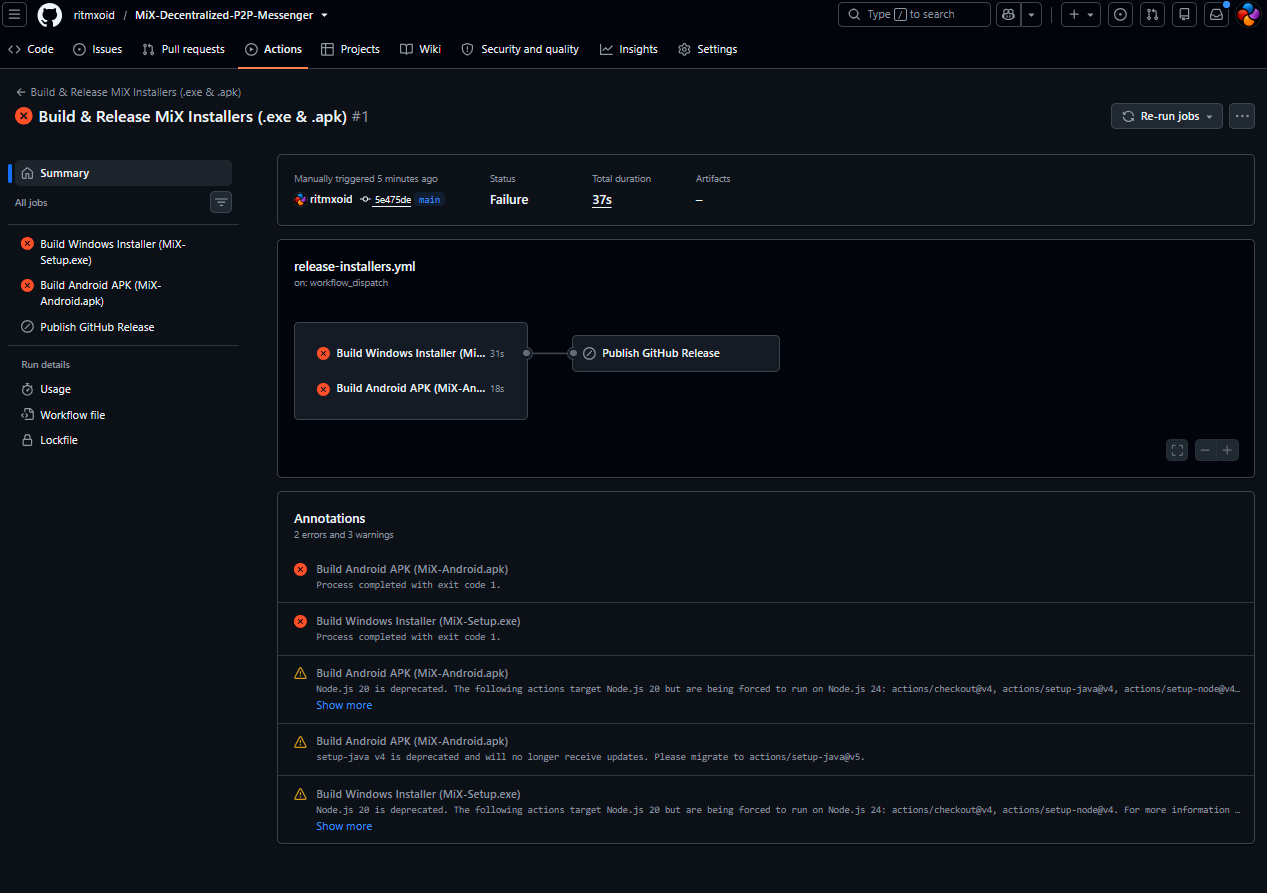 ritmxoid / MiX-Decentralized-P2P-Messenger
Type / to search
Code
Issues
Pull requests
Actions
Projects
Wiki
Security and quality
Insights
Settings
Build & Release MiX Installers (.exe & .apk)
Build & Release MiX Installers (.exe & .apk) #1
Re-run jobs
Summary
All jobs
Build Windows Installer (MiX-
Setup.exe)
Build Android APK (MiX-
Android.apk)
Publish GitHub Release
Run details
Usage
Workflow file
Lockfile
Manually triggered 5 minutes ago
ritmxoid 5e475de main
Status
Failure
Total duration
37s
Artifacts
–
release-installers.yml
on: workflow_dispatch
Build Windows Installer (Mi... 31s
Build Android APK (MiX-An... 18s
Publish GitHub Release
Annotations
2 errors and 3 warnings
Build Android APK (MiX-Android.apk)
Process completed with exit code 1.
Build Windows Installer (MiX-Setup.exe)
Process completed with exit code 1.
Build Android APK (MiX-Android.apk)
Node.js 20 is deprecated. The following actions target Node.js 20 but are being forced to run on Node.js 24: actions/checkout@v4, actions/setup-java@v4, actions/setup-node@v4…
Show more
Build Android APK (MiX-Android.apk)
setup-java v4 is deprecated and will no longer receive updates. Please migrate to actions/setup-java@v5.
Build Windows Installer (MiX-Setup.exe)
Node.js 20 is deprecated. The following actions target Node.js 20 but are being forced to run on Node.js 24: actions/checkout@v4, actions/setup-node@v4. For more information …
Show more